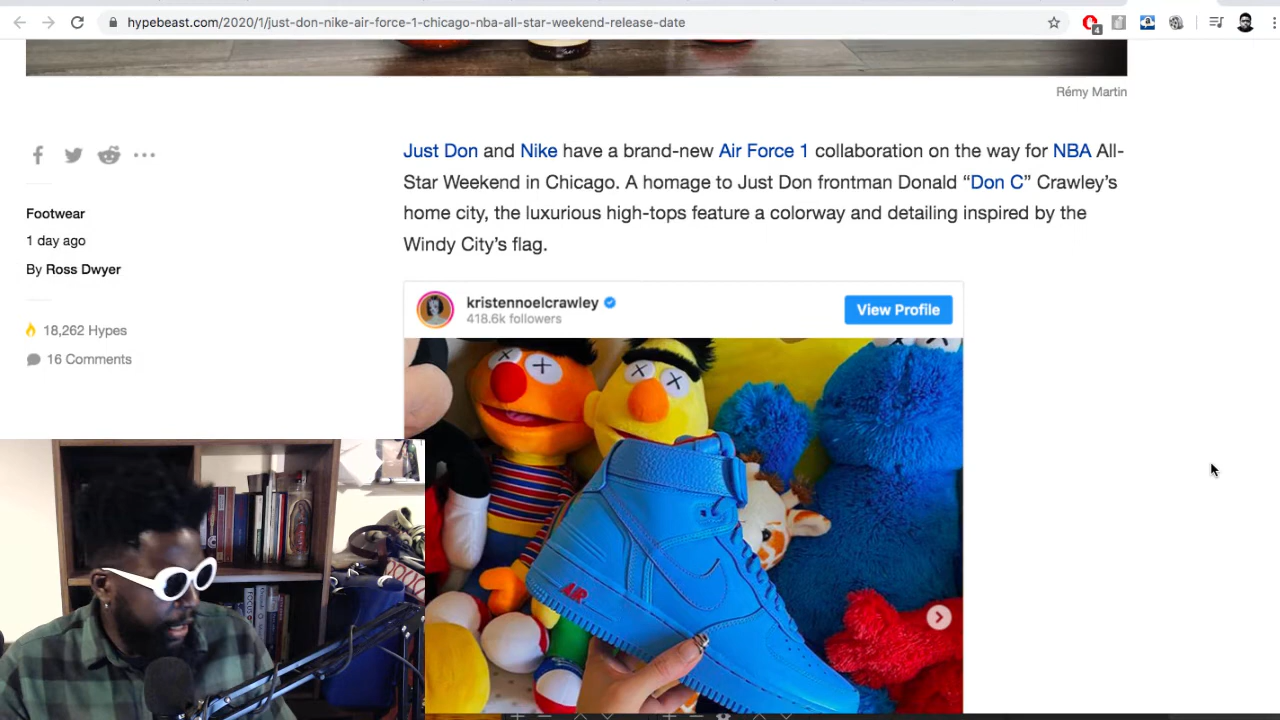 hypebeast.com/2020/1/just-don-nike-air-force-1-chicago-nba-all-star-weekend-release-date
4
Rémy Martin
Just Don and Nike have a brand-new Air Force 1 collaboration on the way for NBA All-
Star Weekend in Chicago. A homage to Just Don frontman Donald “Don C” Crawley’s
home city, the luxurious high-tops feature a colorway and detailing inspired by the
Windy City’s flag.
Footwear
1 day ago
By Ross Dwyer
18,262 Hypes
16 Comments
kristennoelcrawley
418.6k followers
View Profile
AIR